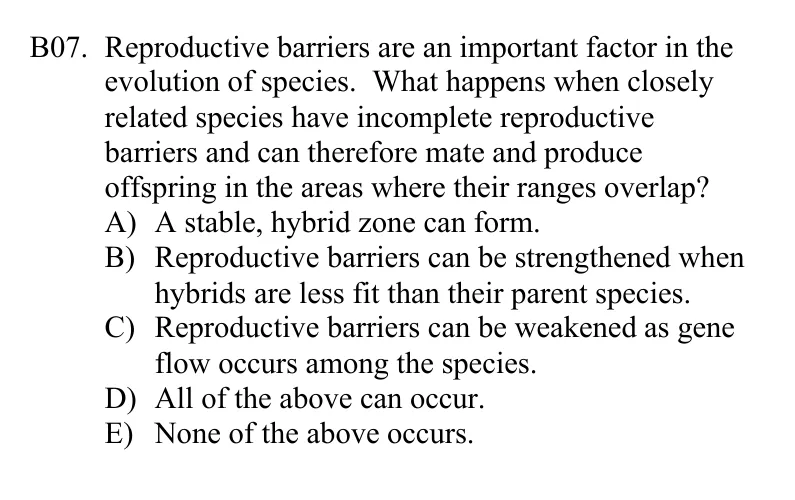 B07. Reproductive barriers are an important factor in the
evolution of species. What happens when closely
related species have incomplete reproductive
barriers and can therefore mate and produce
offspring in the areas where their ranges overlap?
A) A stable, hybrid zone can form.
B) Reproductive barriers can be strengthened when
hybrids are less fit than their parent species.
C) Reproductive barriers can be weakened as gene
flow occurs among the species.
D) All of the above can occur.
E) None of the above occurs.